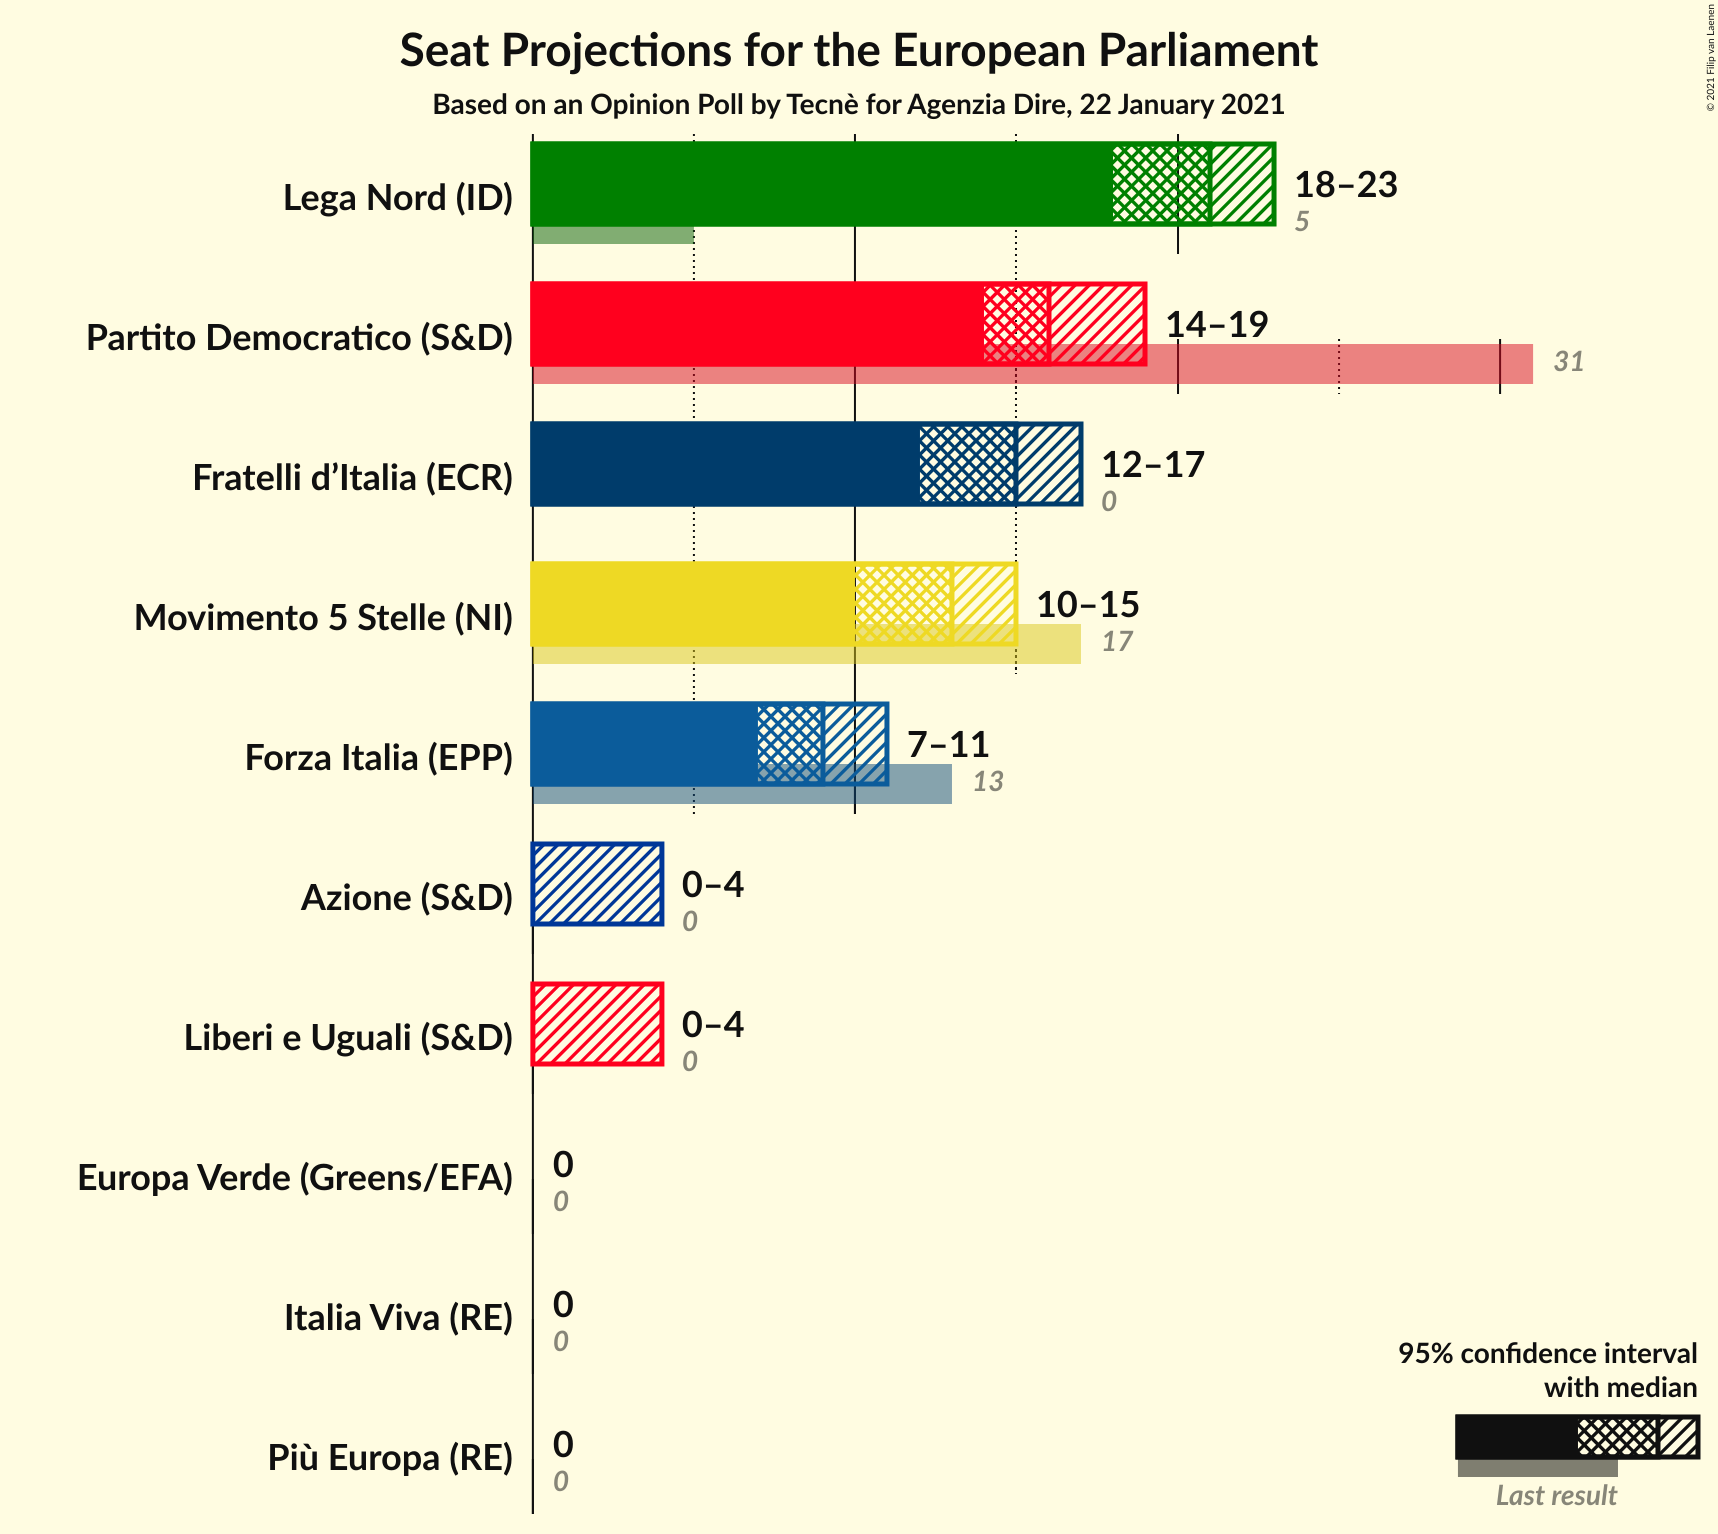 Seat Projections for the European Parliament
Based on an Opinion Poll by Tecnè for Agenzia Dire, 22 January 2021
© 2021 Filip van Laenen
Lega Nord (ID)
18–23
5
Partito Democratico (S&D)
14–19
31
Fratelli d’Italia (ECR)
12–17
0
Movimento 5 Stelle (NI)
10–15
17
Forza Italia (EPP)
7–11
13
Azione (S&D)
0–4
0
Liberi e Uguali (S&D)
0–4
0
Europa Verde (Greens/EFA)
0
0
Italia Viva (RE)
0
0
Più Europa (RE)
0
0
95% confidence interval
with median
Last result